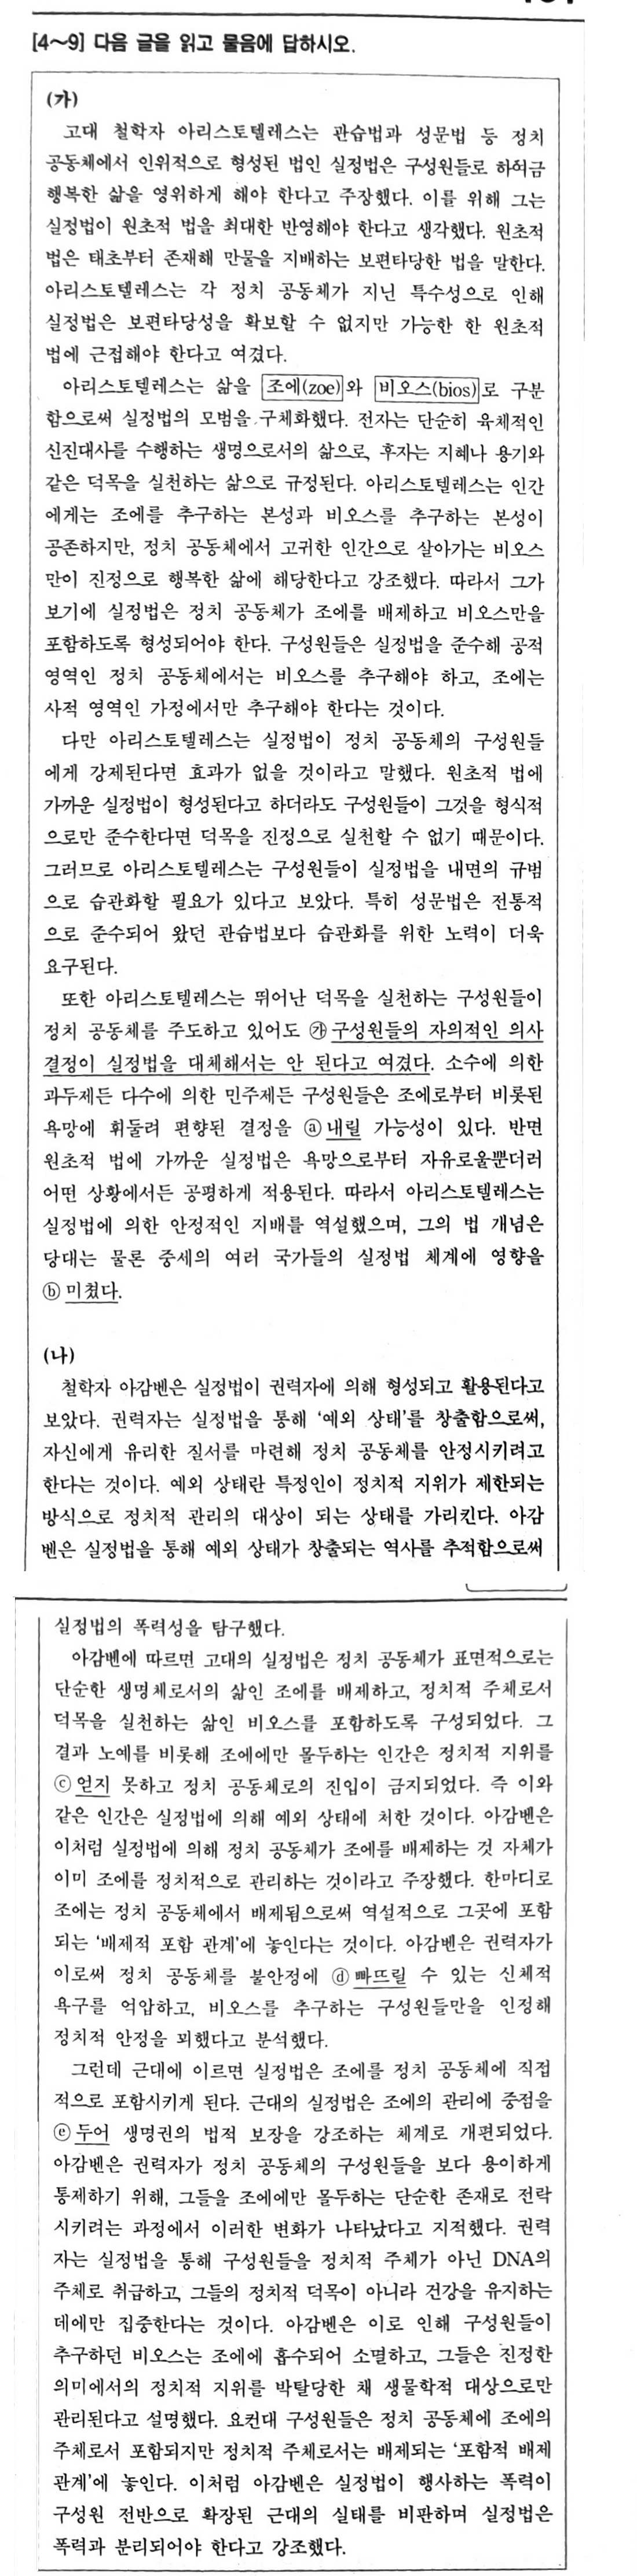 [4~9] 다음 글을 읽고 물음에 답하시오.
(가)
고대 철학자 아리스토텔레스는 관습법과 성문법 등 정치
공동체에서 인위적으로 형성된 법인 실정법은 구성원들로 하여금
행복한 삶을 영위하게 해야 한다고 주장했다. 이를 위해 그는
실정법이 원초적 법을 최대한 반영해야 한다고 생각했다. 원초적
법은 태초부터 존재해 만물을 지배하는 보편타당한 법을 말한다.
아리스토텔레스는 각 정치 공동체가 지닌 특수성으로 인해
실정법은 보편타당성을 확보할 수 없지만 가능한 한 원초적
법에 근접해야 한다고 여겼다.
아리스토텔레스는 삶을 조에(zoe)와 비오스(bios)로 구분
함으로써 실정법의 모범을 구체화했다. 전자는 단순히 육체적인
신진대사를 수행하는 생명으로서의 삶으로, 후자는 지혜나 용기와
같은 덕목을 실천하는 삶으로 규정된다. 아리스토텔레스는 인간
에게는 조에를 추구하는 본성과 비오스를 추구하는 본성이
공존하지만, 정치 공동체에서 고귀한 인간으로 살아가는 비오스
만이 진정으로 행복한 삶에 해당한다고 강조했다. 따라서 그가
보기에 실정법은 정치 공동체가 조에를 배제하고 비오스만을
포함하도록 형성되어야 한다. 구성원들은 실정법을 준수해 공적
영역인 정치 공동체에서는 비오스를 추구해야 하고, 조에는
사적 영역인 가정에서만 추구해야 한다는 것이다.
다만 아리스토텔레스는 실정법이 정치 공동체의 구성원들
에게 강제된다면 효과가 없을 것이라고 말했다. 원초적 법에
가까운 실정법이 형성된다고 하더라도 구성원들이 그것을 형식적
으로만 준수한다면 덕목을 진정으로 실천할 수 없기 때문이다.
그러므로 아리스토텔레스는 구성원들이 실정법을 내면의 규범
으로 습관화할 필요가 있다고 보았다. 특히 성문법은 전통적
으로 준수되어 왔던 관습법보다 습관화를 위한 노력이 더욱
요구된다.
또한 아리스토텔레스는 뛰어난 덕목을 실천하는 구성원들이
정치 공동체를 주도하고 있어도 ㉮ 구성원들의 자의적인 의사
결정이 실정법을 대체해서는 안 된다고 여겼다. 소수에 의한
과두제든 다수에 의한 민주제든 구성원들은 조에로부터 비롯된
욕망에 휘둘려 편향된 결정을 ⓐ 내릴 가능성이 있다. 반면
원초적 법에 가까운 실정법은 욕망으로부터 자유로울뿐더러
어떤 상황에서든 공평하게 적용된다. 따라서 아리스토텔레스는
실정법에 의한 안정적인 지배를 역설했으며, 그의 법 개념은
당대는 물론 중세의 여러 국가들의 실정법 체계에 영향을
ⓑ 미쳤다.
(나)
철학자 아감벤은 실정법이 권력자에 의해 형성되고 활용된다고
보았다. 권력자는 실정법을 통해 ‘예외 상태’를 창출함으로써,
자신에게 유리한 질서를 마련해 정치 공동체를 안정시키려고
한다는 것이다. 예외 상태란 특정인이 정치적 지위가 제한되는
방식으로 정치적 관리의 대상이 되는 상태를 가리킨다. 아감
벤은 실정법을 통해 예외 상태가 창출되는 역사를 추적함으로써
실정법의 폭력성을 탐구했다.
아감벤에 따르면 고대의 실정법은 정치 공동체가 표면적으로는
단순한 생명체로서의 삶인 조에를 배제하고, 정치적 주체로서
덕목을 실천하는 삶인 비오스를 포함하도록 구성되었다. 그
결과 노예를 비롯해 조에에만 몰두하는 인간은 정치적 지위를
ⓒ 얻지 못하고 정치 공동체로의 진입이 금지되었다. 즉 이와
같은 인간은 실정법에 의해 예외 상태에 처한 것이다. 아감벤은
이처럼 실정법에 의해 정치 공동체가 조에를 배제하는 것 자체가
이미 조에를 정치적으로 관리하는 것이라고 주장했다. 한마디로
조에는 정치 공동체에서 배제됨으로써 역설적으로 그곳에 포함
되는 ‘배제적 포함 관계’에 놓인다는 것이다. 아감벤은 권력자가
이로써 정치 공동체를 불안정에 ⓓ 빠뜨릴 수 있는 신체적
욕구를 억압하고, 비오스를 추구하는 구성원들만을 인정해
정치적 안정을 꾀했다고 분석했다.
그런데 근대에 이르면 실정법은 조에를 정치 공동체에 직접
적으로 포함시키게 된다. 근대의 실정법은 조에의 관리에 중점을
ⓔ 두어 생명권의 법적 보장을 강조하는 체계로 개편되었다.
아감벤은 권력자가 정치 공동체의 구성원들을 보다 용이하게
통제하기 위해, 그들을 조에에만 몰두하는 단순한 존재로 전락
시키려는 과정에서 이러한 변화가 나타났다고 지적했다. 권력
자는 실정법을 통해 구성원들을 정치적 주체가 아닌 DNA의
주체로 취급하고, 그들의 정치적 덕목이 아니라 건강을 유지하는
데에만 집중한다는 것이다. 아감벤은 이로 인해 구성원들이
추구하던 비오스는 조에에 흡수되어 소멸하고, 그들은 진정한
의미에서의 정치적 지위를 박탈당한 채 생물학적 대상으로만
관리된다고 설명했다. 요컨대 구성원들은 정치 공동체에 조에의
주체로서 포함되지만 정치적 주체로서는 배제되는 ‘포함적 배제
관계’에 놓인다. 이처럼 아감벤은 실정법이 행사하는 폭력이
구성원 전반으로 확장된 근대의 실태를 비판하며 실정법은
폭력과 분리되어야 한다고 강조했다.